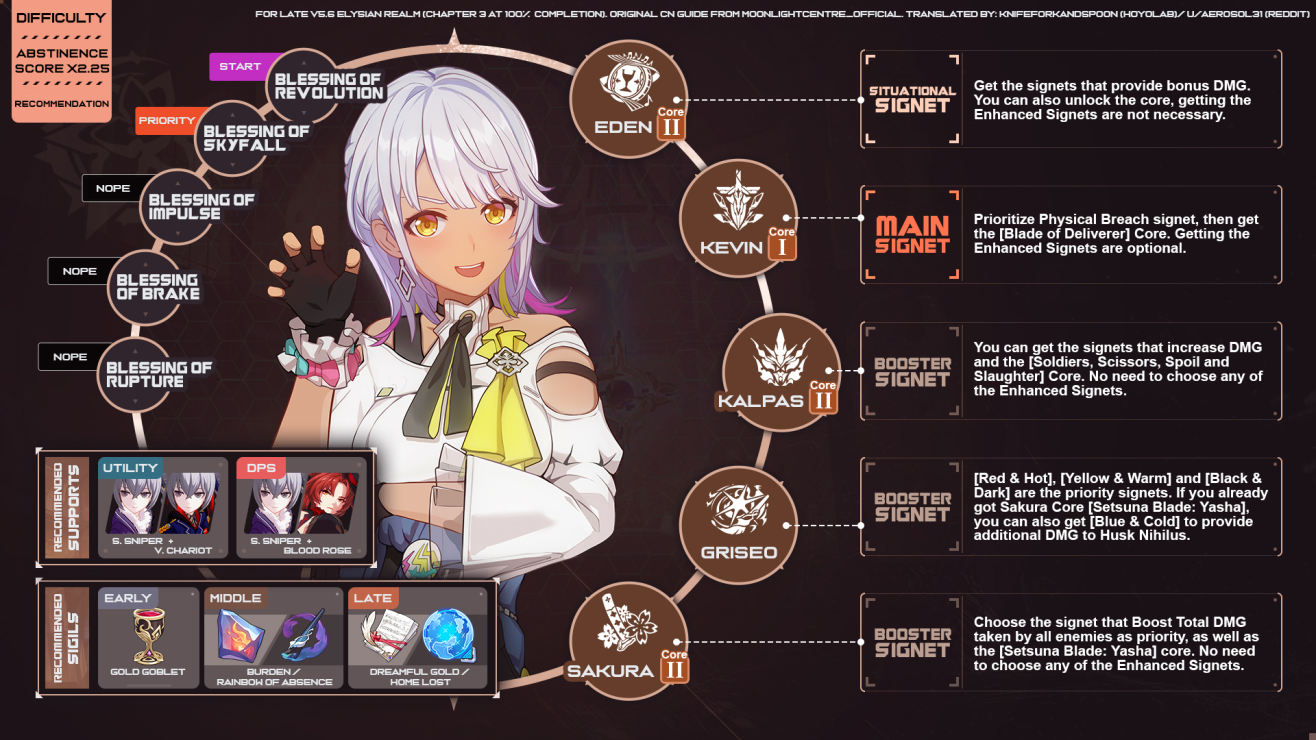 DIFFICULTY
ABSTINENCE
SCORE X2.25
RECOMMENDATION
FOR LATE V5.6 ELYSIAN REALM (CHAPTER 3 AT 100% COMPLETION). ORIGINAL CN GUIDE FROM MOONLIGHTCENTRE_OFFICIAL. TRANSLATED BY: KNIFEFORKANDSPOON (HOYOLAB)/ U/AEROSOL31 (REDDIT)
START
BLESSING OF
REVOLUTION
PRIORITY
BLESSING OF
SKYFALL
NOPE
BLESSING OF
IMPULSE
NOPE
BLESSING
OF BRAKE
NOPE
BLESSING OF
RUPTURE
EDEN
Core
II
SITUATIONAL
SIGNET
Get the signets that provide bonus DMG.
You can also unlock the core, getting the
Enhanced Signets are not necessary.
KEVIN
Core
I
MAIN
SIGNET
Prioritize Physical Breach signet, then get
the [Blade of Deliverer] Core. Getting the
Enhanced Signets are optional.
KALPAS
Core
II
BOOSTER
SIGNET
You can get the signets that increase DMG
and the [Soldiers, Scissors, Spoil and
Slaughter] Core. No need to choose any of
the Enhanced Signets.
GRISEO
BOOSTER
SIGNET
[Red & Hot], [Yellow & Warm] and [Black &
Dark] are the priority signets. If you already
got Sakura Core [Setsuna Blade: Yasha],
you can also get [Blue & Cold] to provide
additional DMG to Husk Nihilus.
SAKURA
Core
II
BOOSTER
SIGNET
Choose the signet that Boost Total DMG
taken by all enemies as priority, as well as
the [Setsuna Blade: Yasha] core. No need
to choose any of the Enhanced Signets.
RECOMMENDED
SUPPORTS
UTILITY
S. SNIPER +
V. CHARIOT
DPS
S. SNIPER +
BLOOD ROSE
RECOMMENDED
SIGILS
EARLY
GOLD GOBLET
MIDDLE
BURDEN /
RAINBOW OF ABSENCE
LATE
DREAMFUL GOLD /
HOME LOST